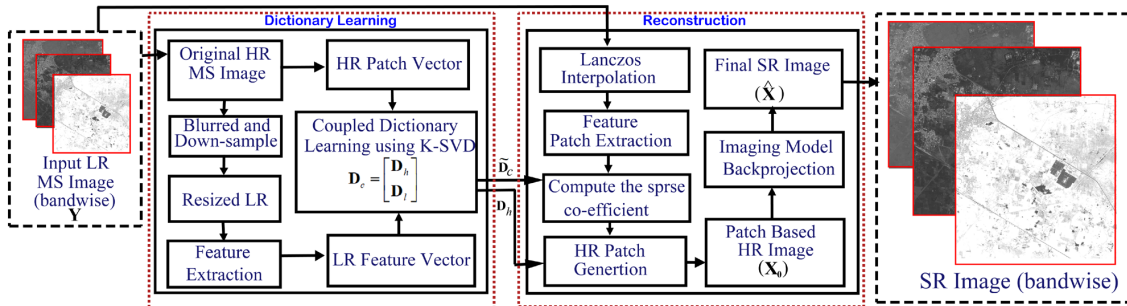 Dictionary Learning
Reconstruction
Input LR
MS Image
(bandwise)
Y
Original HR
MS Image
HR Patch Vector
Blurred and
Down-sample
Resized LR
Feature
Extraction
Coupled Dictionary
Learning using K-SVD
D_e = [D_h
D_l]
LR Feature Vector
D̃_C
D_h
Lanczos
Interpolation
Feature
Patch Extraction
Compute the sprse
co-efficient
HR Patch
Genertion
Final SR Image
(X̂)
Imaging Model
Backprojection
Patch Based
HR Image
(X₀)
SR Image (bandwise)